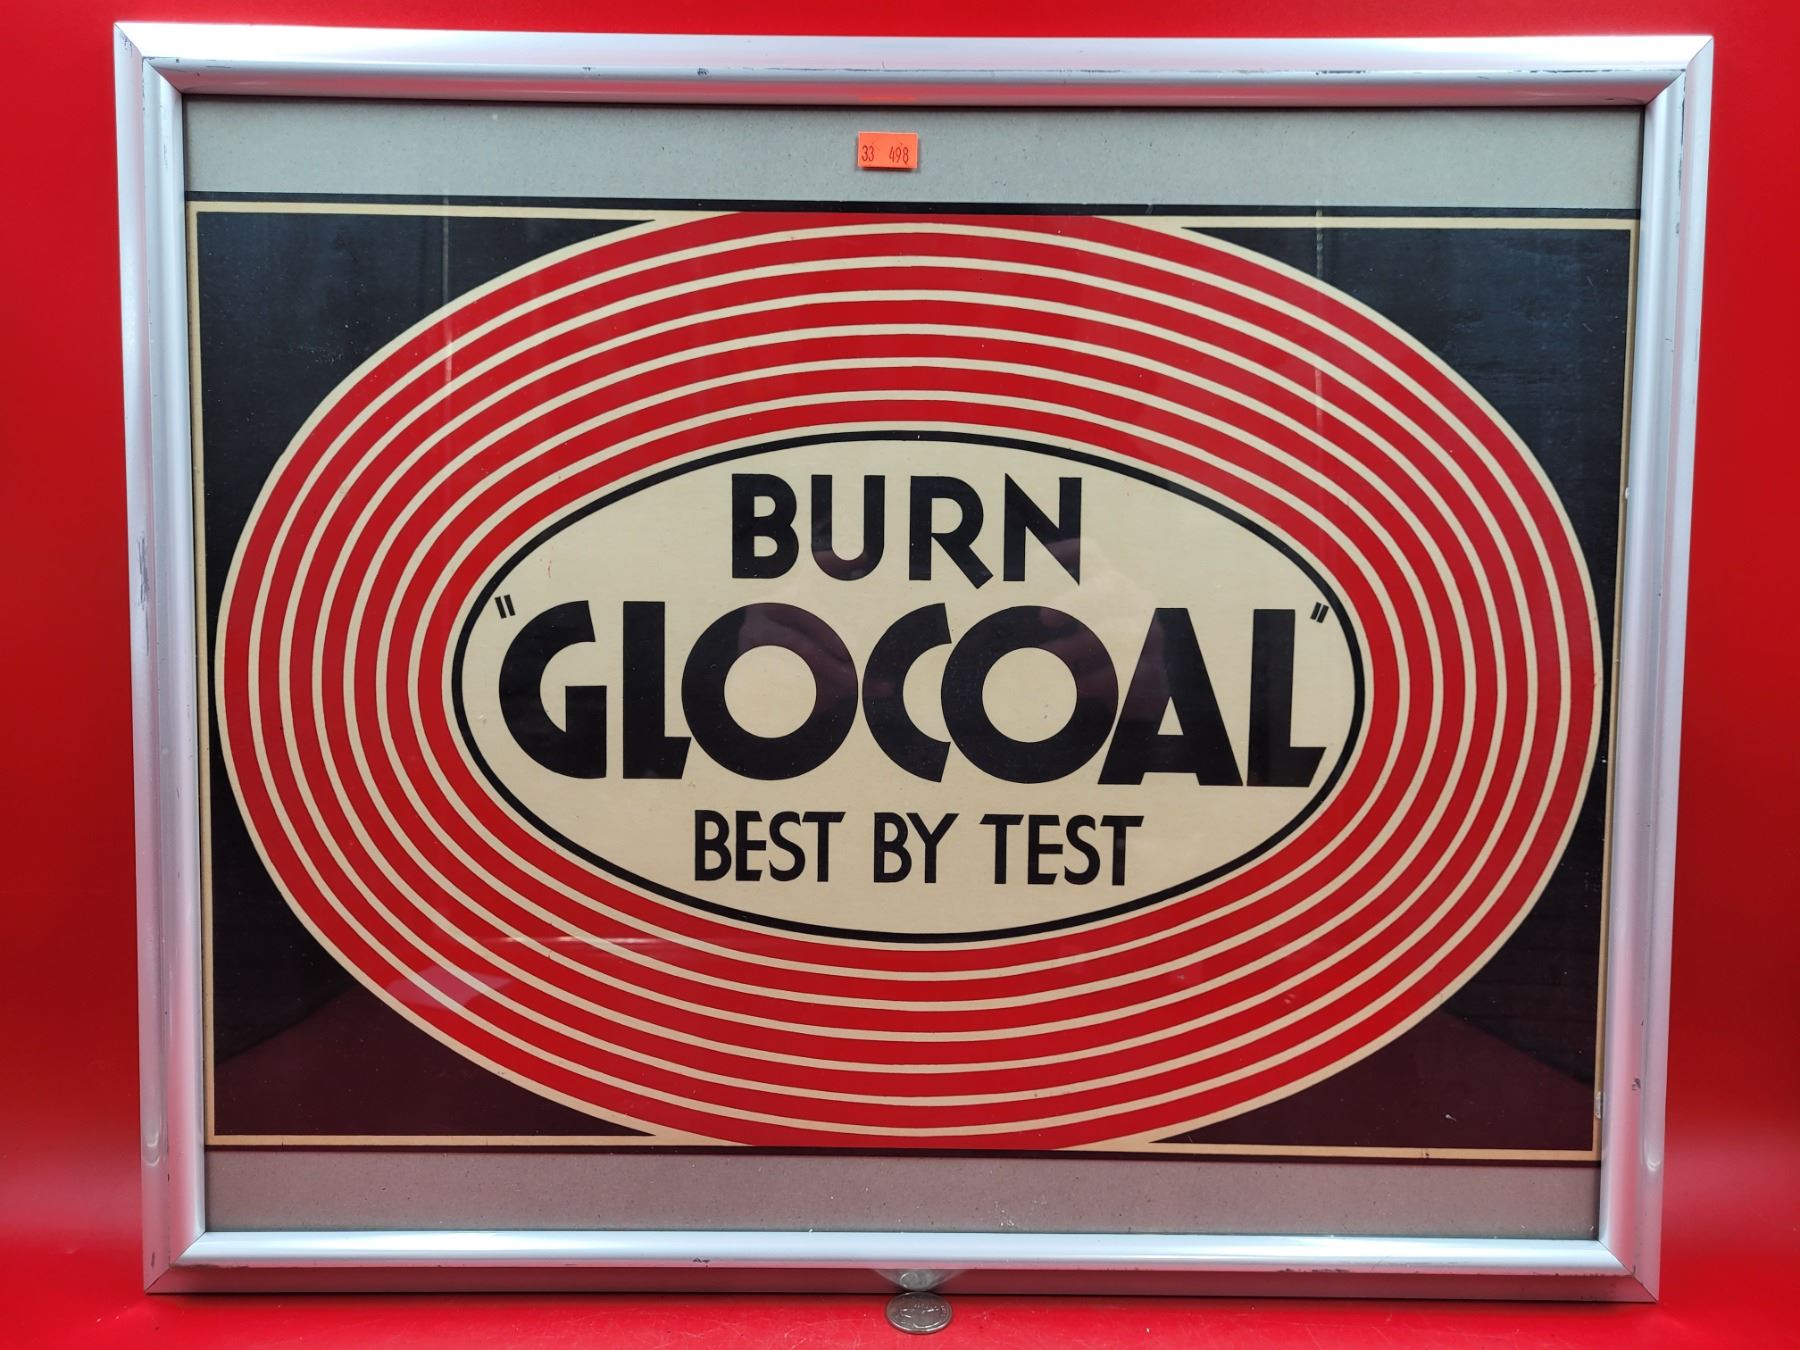 33 498
BURN
"GLOCOAL"
BEST BY TEST